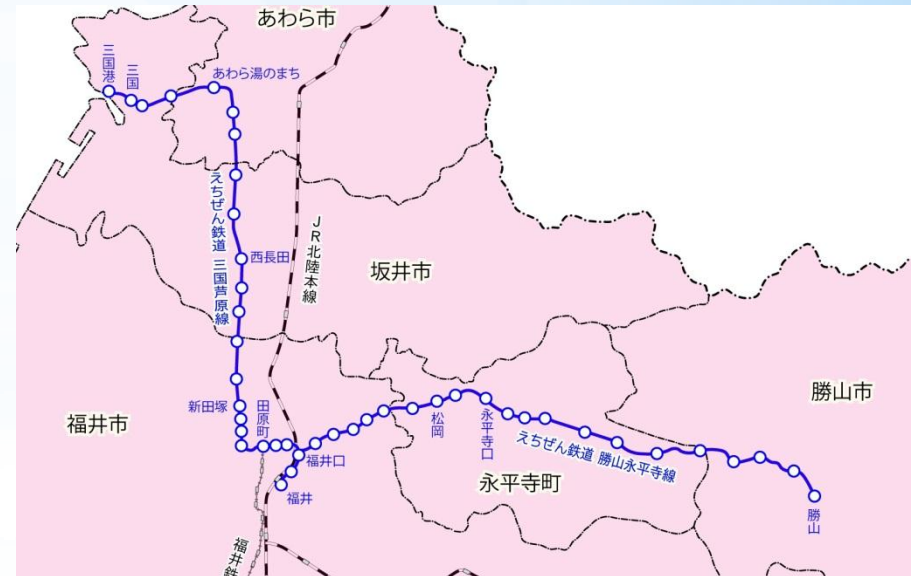 あわら市
三国港
三国
あわら湯のまち
えちぜん鉄道 三国芦原線
JR北陸本線
西長田
坂井市
新田塚
田原町
福井市
福井口
福井
松岡
永平寺口
えちぜん鉄道 勝山永平寺線
勝山市
永平寺町
勝山
福井鉄